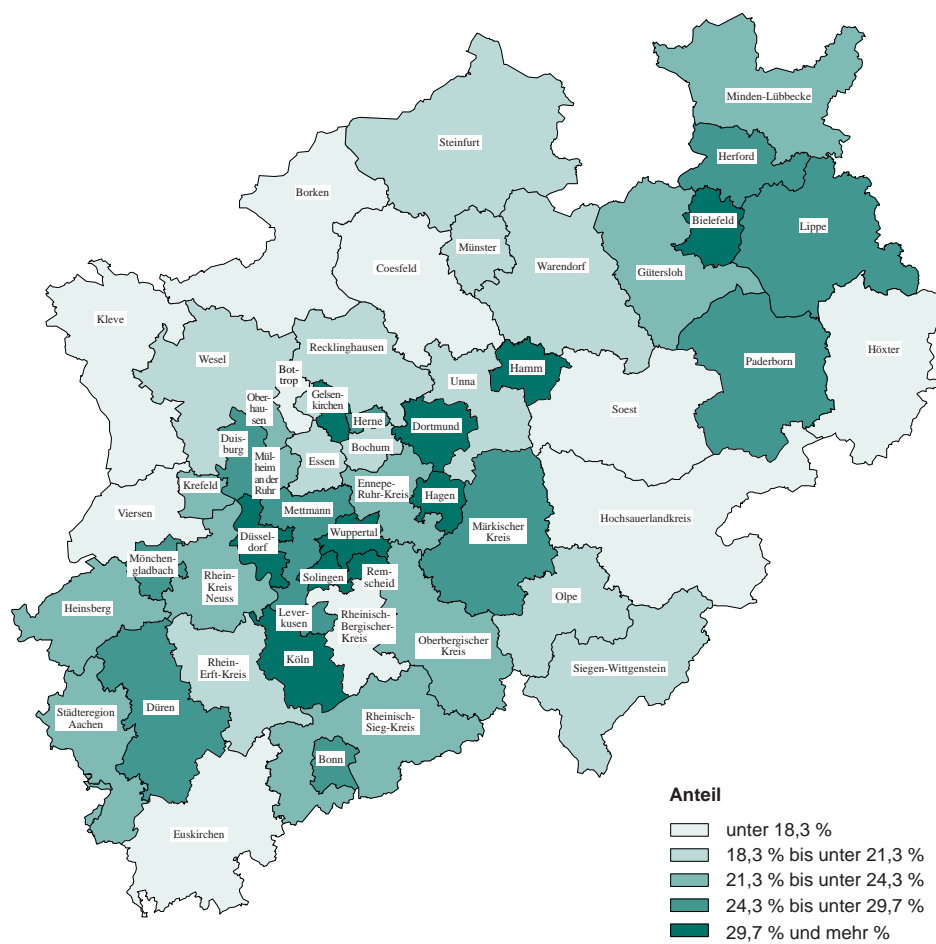 Minden-Lübbecke
Steinfurt
Herford
Borken
Bielefeld
Lippe
Münster
Coesfeld
Warendorf
Gütersloh
Kleve
Recklinghausen
Höxter
Wesel
Paderborn
Bot-
trop
Unna
Hamm
Gelsen-
kirchen
Soest
Ober-
hausen
Herne
Dortmund
Duis-
burg
Bochum
Mülheim
an der
Ruhr
Essen
Krefeld
Ennepe-
Ruhr-Kreis
Hagen
Viersen
Mettmann
Hochsauerlandkreis
Märkischer
Kreis
Düssel-
dorf
Wuppertal
Mönchen-
gladbach
Rhein-
Kreis
Neuss
Solingen
Rem-
scheid
Olpe
Heinsberg
Lever-
kusen
Rheinisch-
Bergischer-
Kreis
Oberbergischer
Kreis
Rhein-
Erft-Kreis
Köln
Siegen-Wittgenstein
Städteregion
Aachen
Düren
Rheinisch-
Sieg-Kreis
Bonn
Euskirchen
Anteil
unter 18,3 %
18,3 % bis unter 21,3 %
21,3 % bis unter 24,3 %
24,3 % bis unter 29,7 %
29,7 % und mehr %